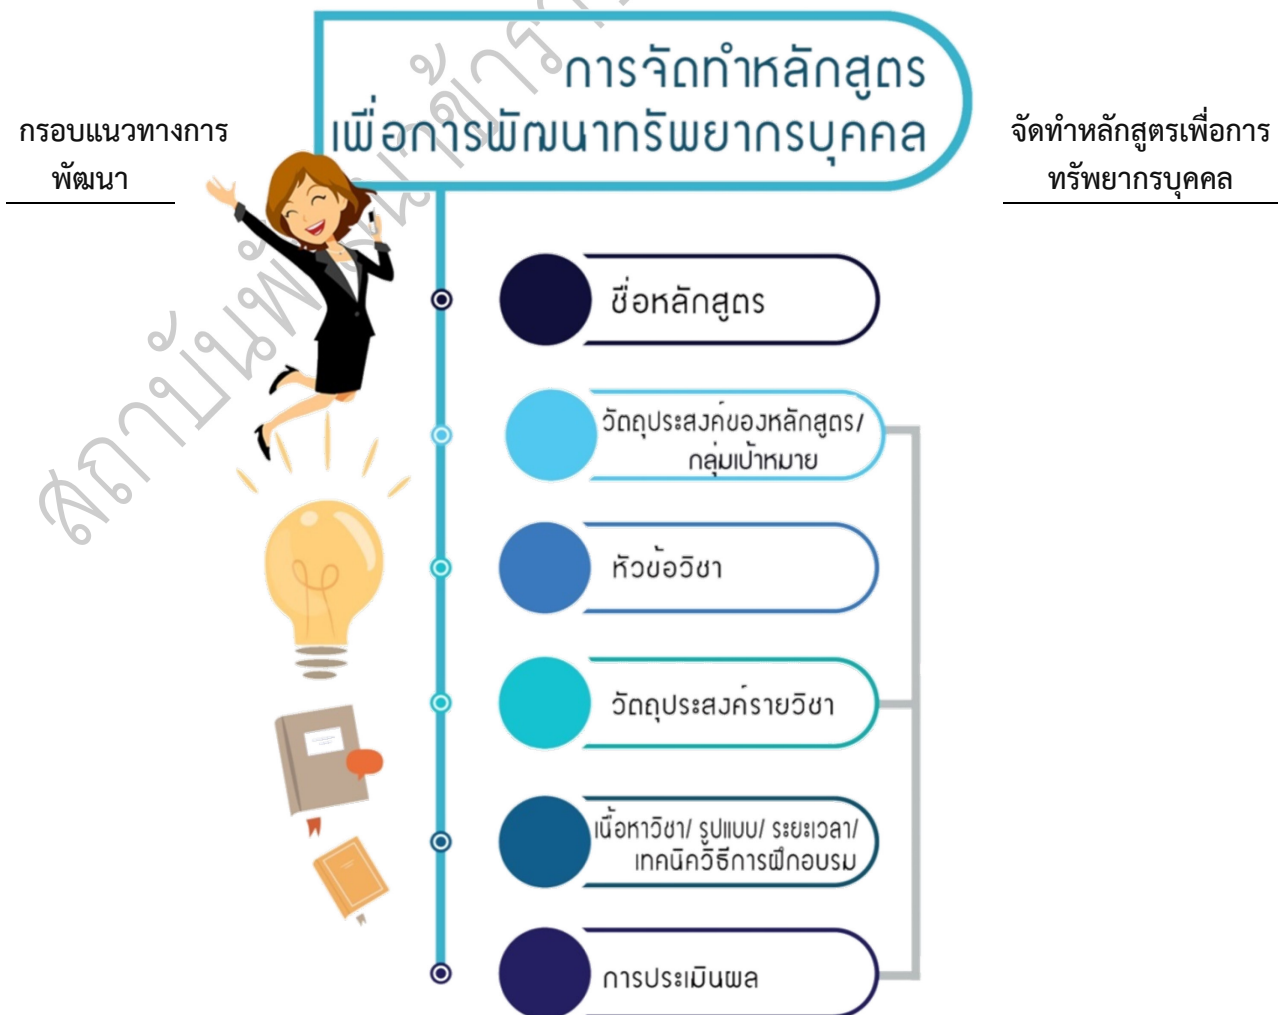 การจัดทำหลักสูตร
เพื่อการพัฒนาทรัพยากรบุคคล
กรอบแนวทางการ
พัฒนา
จัดทำหลักสูตรเพื่อการ
ทรัพยากรบุคคล
ชื่อหลักสูตร
วัตถุประสงค์ของหลักสูตร/
กลุ่มเป้าหมาย
หัวข้อวิชา
วัตถุประสงค์รายวิชา
เนื้อหาวิชา/ รูปแบบ/ ระยะเวลา/
เทคนิควิธีการฝึกอบรม
การประเมินผล